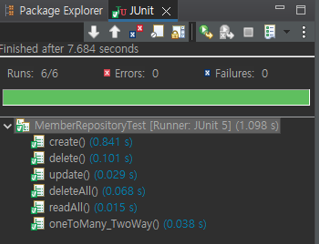 Package Explorer JUnit
Finished after 7.684 seconds
Runs: 6/6 Errors: 0 Failures: 0
MemberRepositoryTest [Runner: JUnit 5] (1.098 s)
create() (0.841 s)
delete() (0.101 s)
update() (0.029 s)
deleteAll() (0.068 s)
readAll() (0.015 s)
oneToMany_TwoWay() (0.038 s)